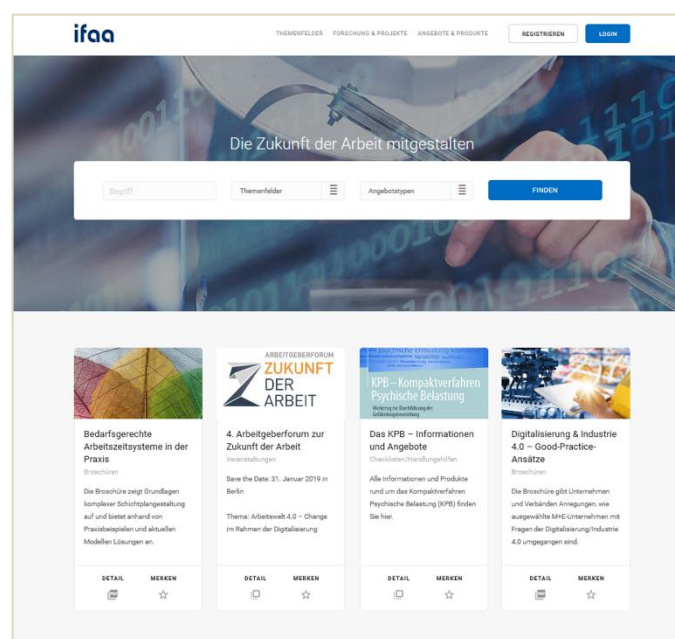 ifaa
THEMENFELDER FORSCHUNG & PROJEKTE ANGEBOTE & PRODUKTE REGISTRIEREN LOGIN
Die Zukunft der Arbeit mitgestalten
Begriff Themenfelder Angebotstypen FINDEN
ARBEITGEBERFORUM
ZUKUNFT
DER
ARBEIT
KPB – Kompaktverfahren
Psychische Belastung
Werkzeug zur Durchführung der
Gefährdungsbeurteilung
Bedarfsgerechte
Arbeitszeitsysteme in der
Praxis
Broschüren
Die Broschüre zeigt Grundlagen
komplexer Schichtplangestaltung
auf und bietet anhand von
Praxisbeispielen und aktuellen
Modellen Lösungen an.
DETAIL MERKEN
4. Arbeitgeberforum zur
Zukunft der Arbeit
Veranstaltungen
Save the Date: 31. Januar 2019 in
Berlin
Thema: Arbeitswelt 4.0 – Change
im Rahmen der Digitalisierung
DETAIL MERKEN
Das KPB – Informationen
und Angebote
Checklisten/Handlungshilfen
Alle Informationen und Produkte
rund um das Kompaktverfahren
Psychische Belastung (KPB) finden
Sie hier.
DETAIL MERKEN
Digitalisierung & Industrie
4.0 – Good-Practice-
Ansätze
Broschüren
Die Broschüre gibt Unternehmen
und Verbänden Anregungen, wie
ausgewählte M+E-Unternehmen mit
Fragen der Digitalisierung/Industrie
4.0 umgegangen sind.
DETAIL MERKEN